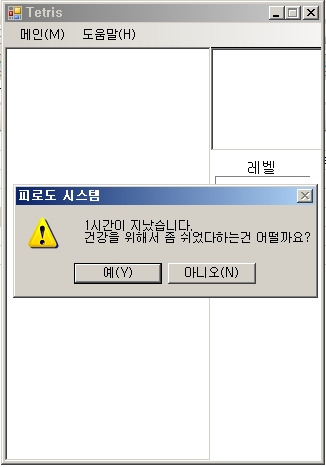 Tetris
메인(M) 도움말(H)
레벨
피로도 시스템
1시간이 지났습니다.
건강을 위해서 좀 쉬었다하는건 어떨까요?
예(Y) 아니오(N)